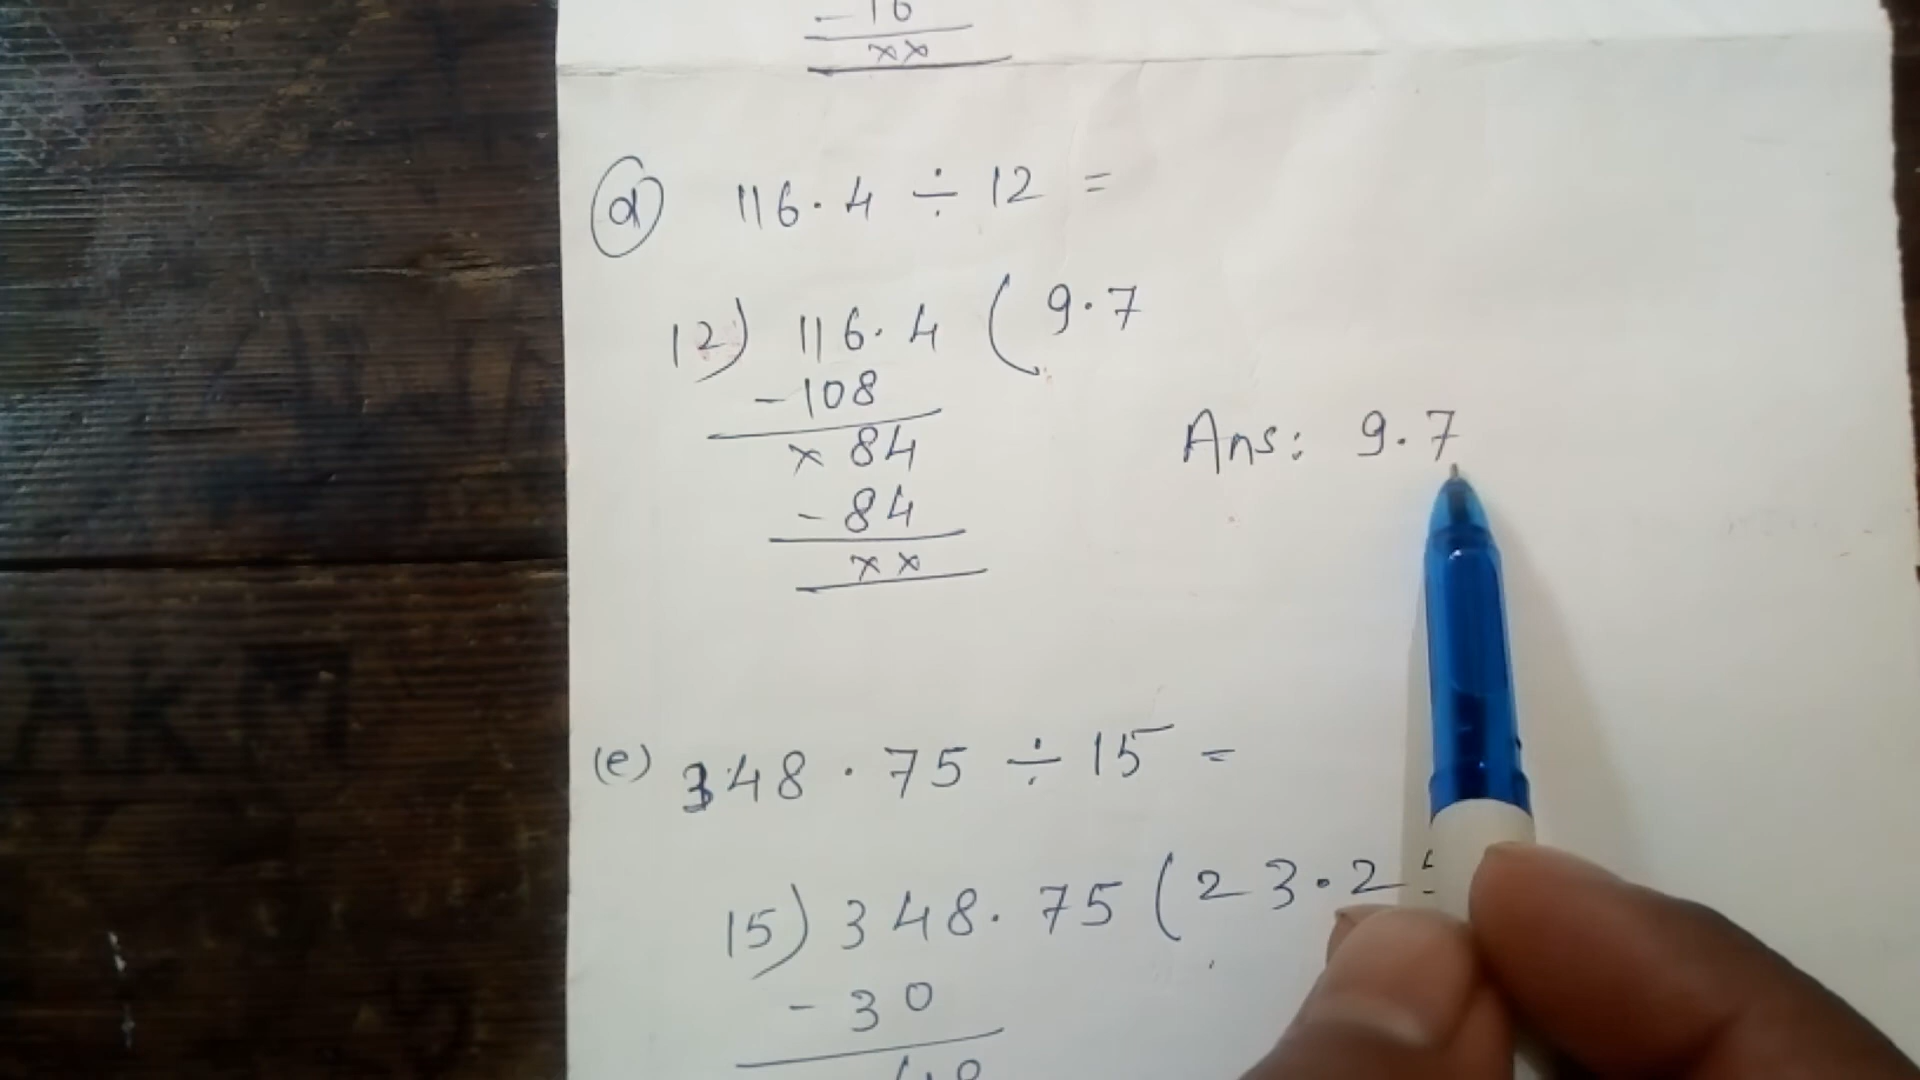 - 16
xx
(d) 116.4 ÷ 12 =
12) 116.4 ( 9.7
- 108
x 84
- 84
xx
Ans: 9.7
(e) 348.75 ÷ 15 =
15) 348.75 ( 23.2
- 30